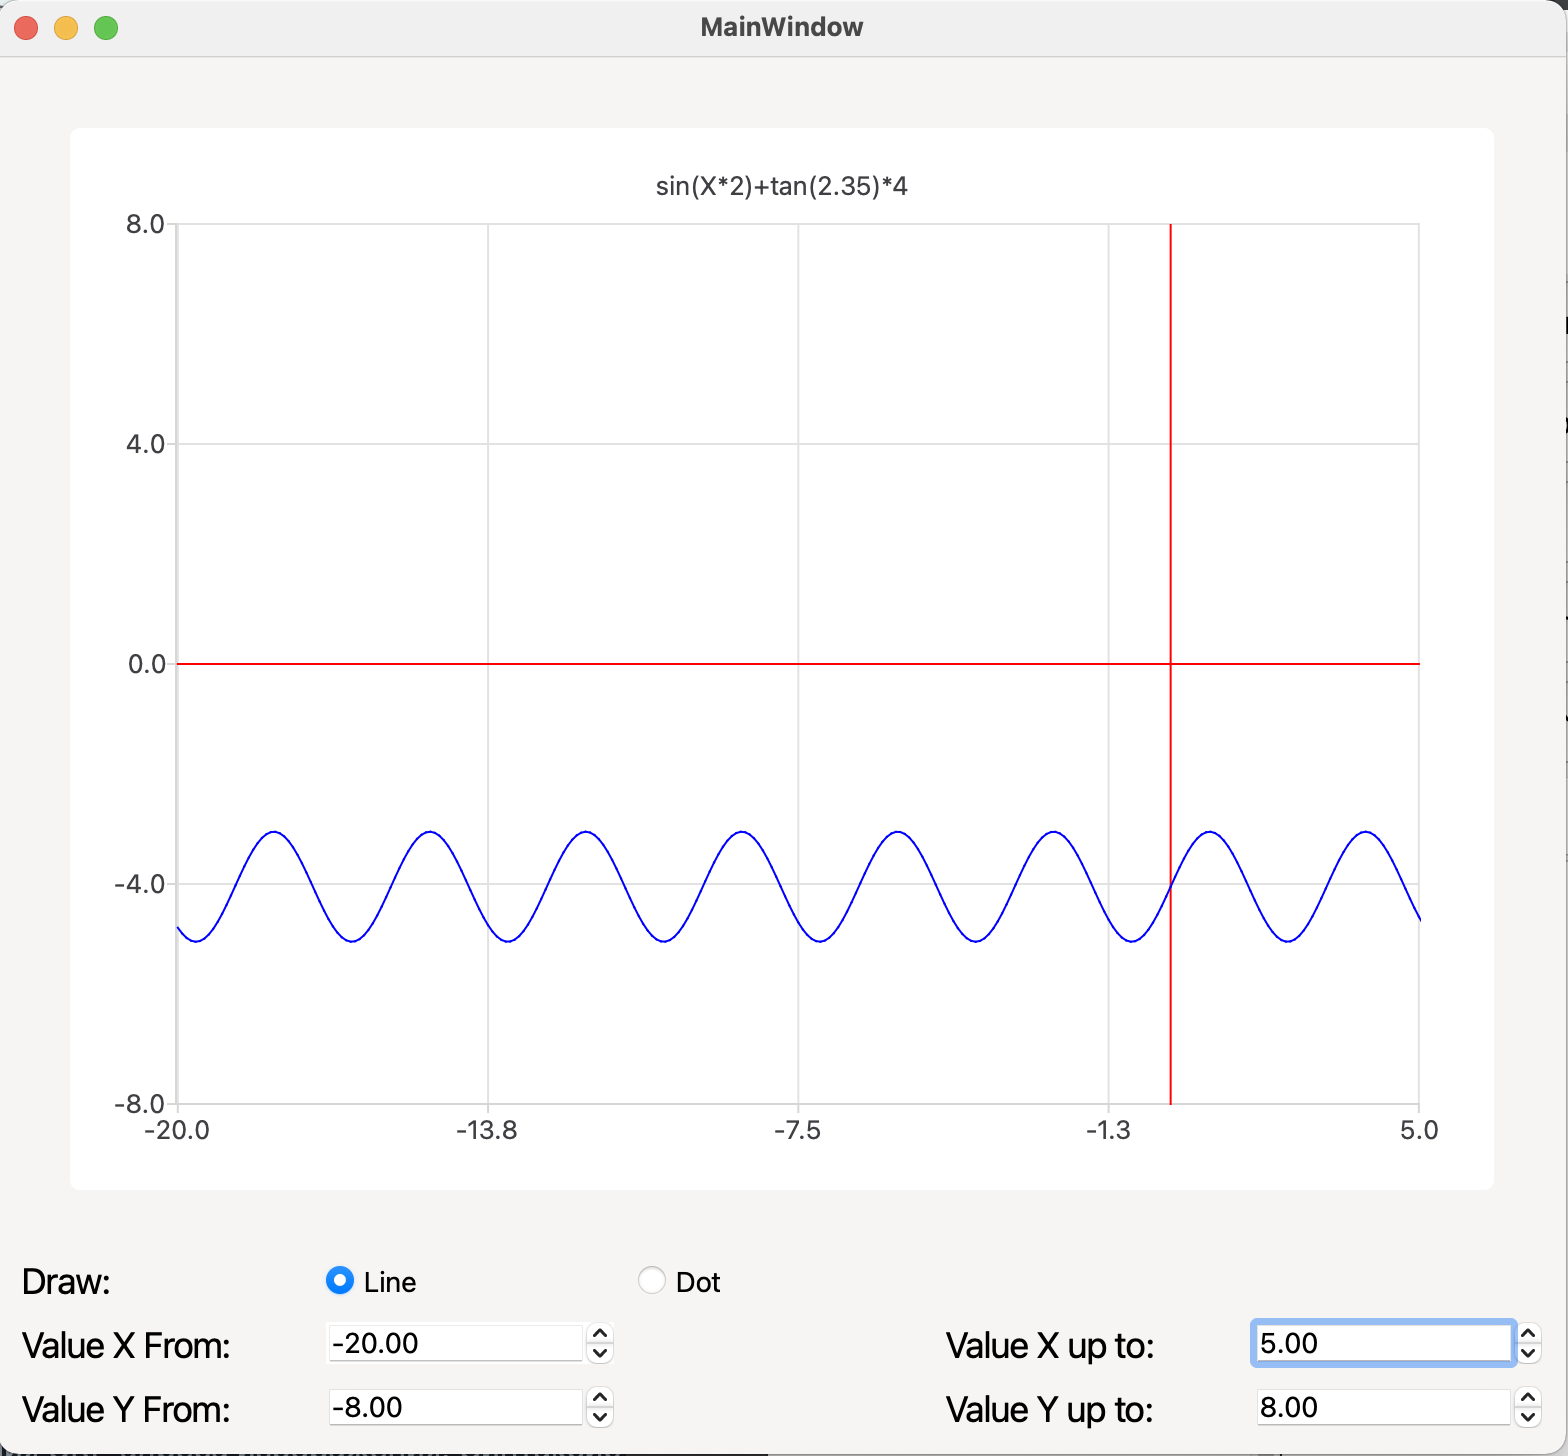 MainWindow
sin(X*2)+tan(2.35)*4
8.0
4.0
0.0
-4.0
-8.0
-20.0 -13.8 -7.5 -1.3 5.0
Draw: Line Dot
Value X From: -20.00 Value X up to: 5.00
Value Y From: -8.00 Value Y up to: 8.00